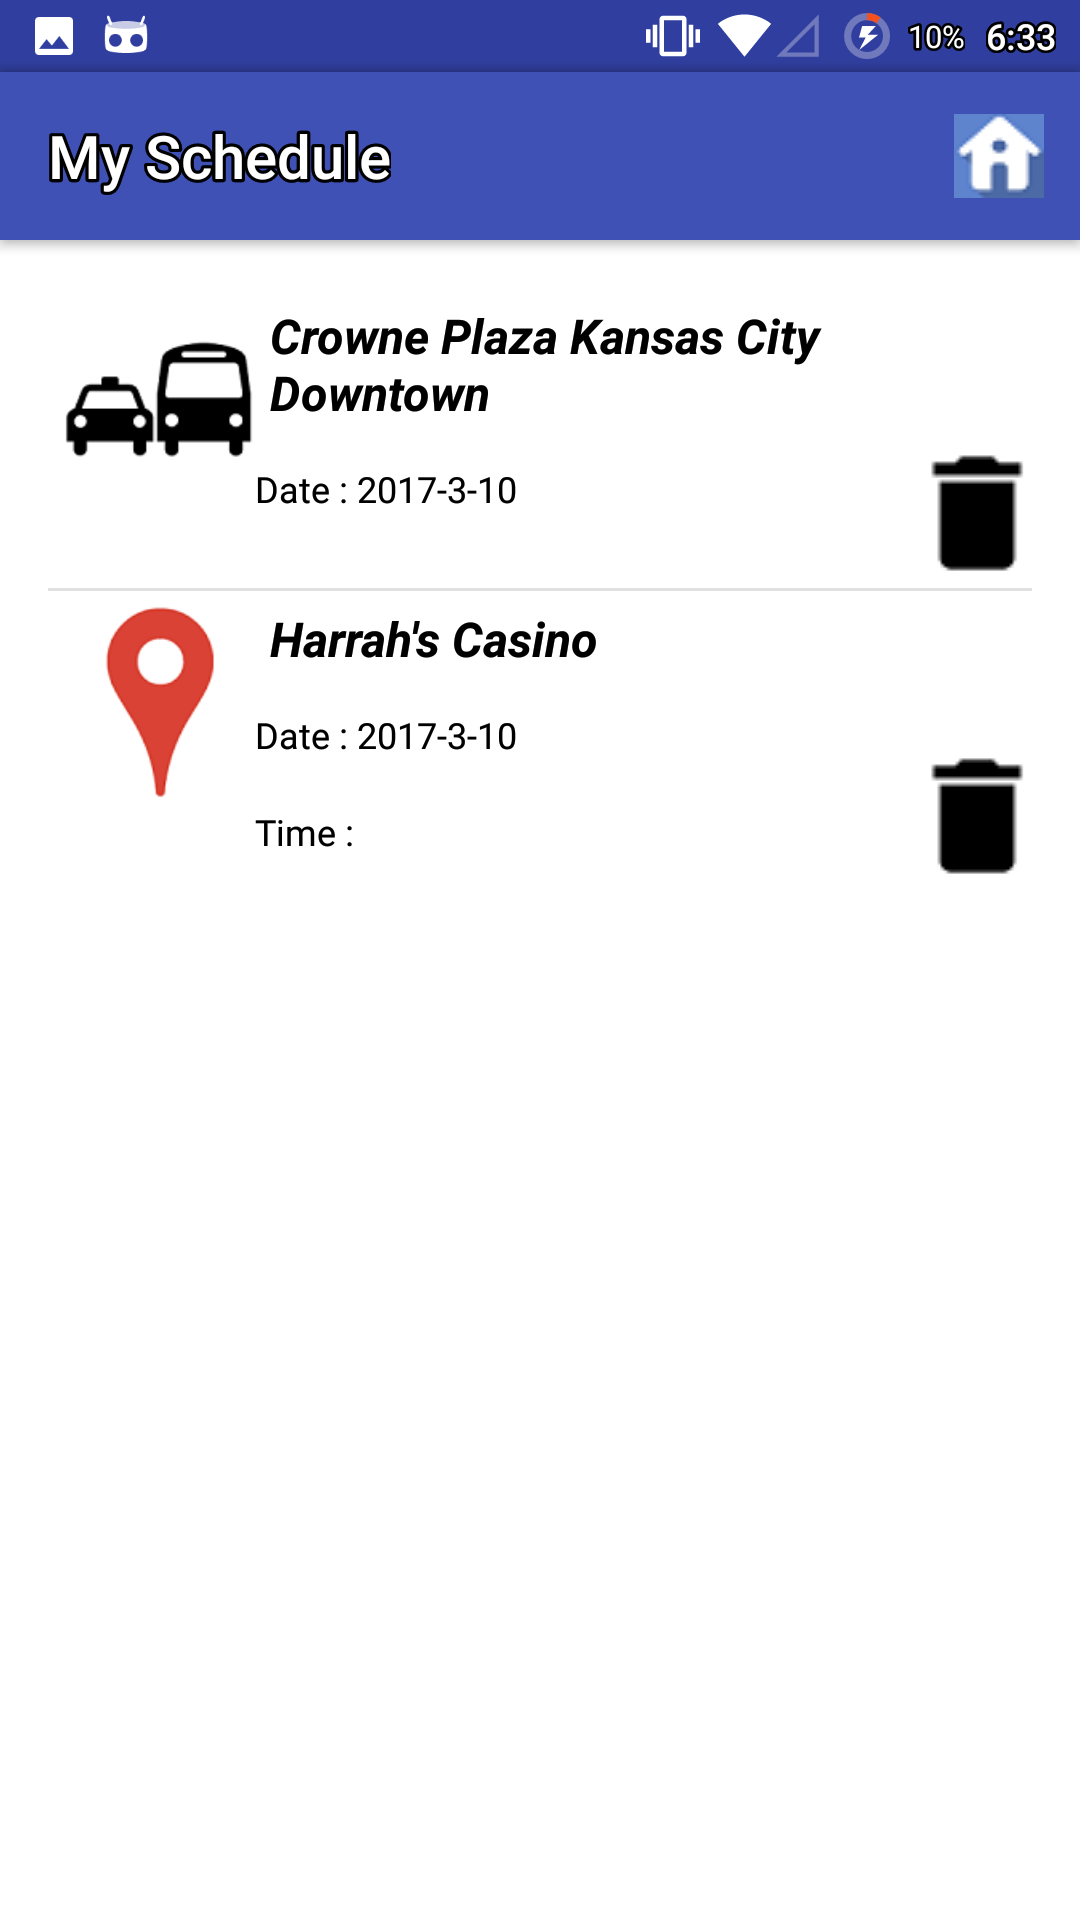 10% 6:33
My Schedule
Crowne Plaza Kansas City
Downtown
Date : 2017-3-10
Harrah's Casino
Date : 2017-3-10
Time :